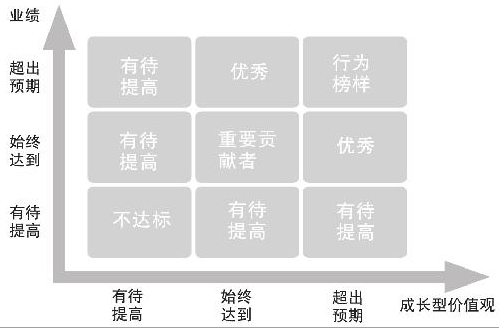 业绩
超出
预期
有待
提高
优秀
行为
榜样
始终
达到
有待
提高
重要贡
献者
优秀
有待
提高
不达标
有待
提高
有待
提高
有待
提高
始终
达到
超出
预期
成长型价值观